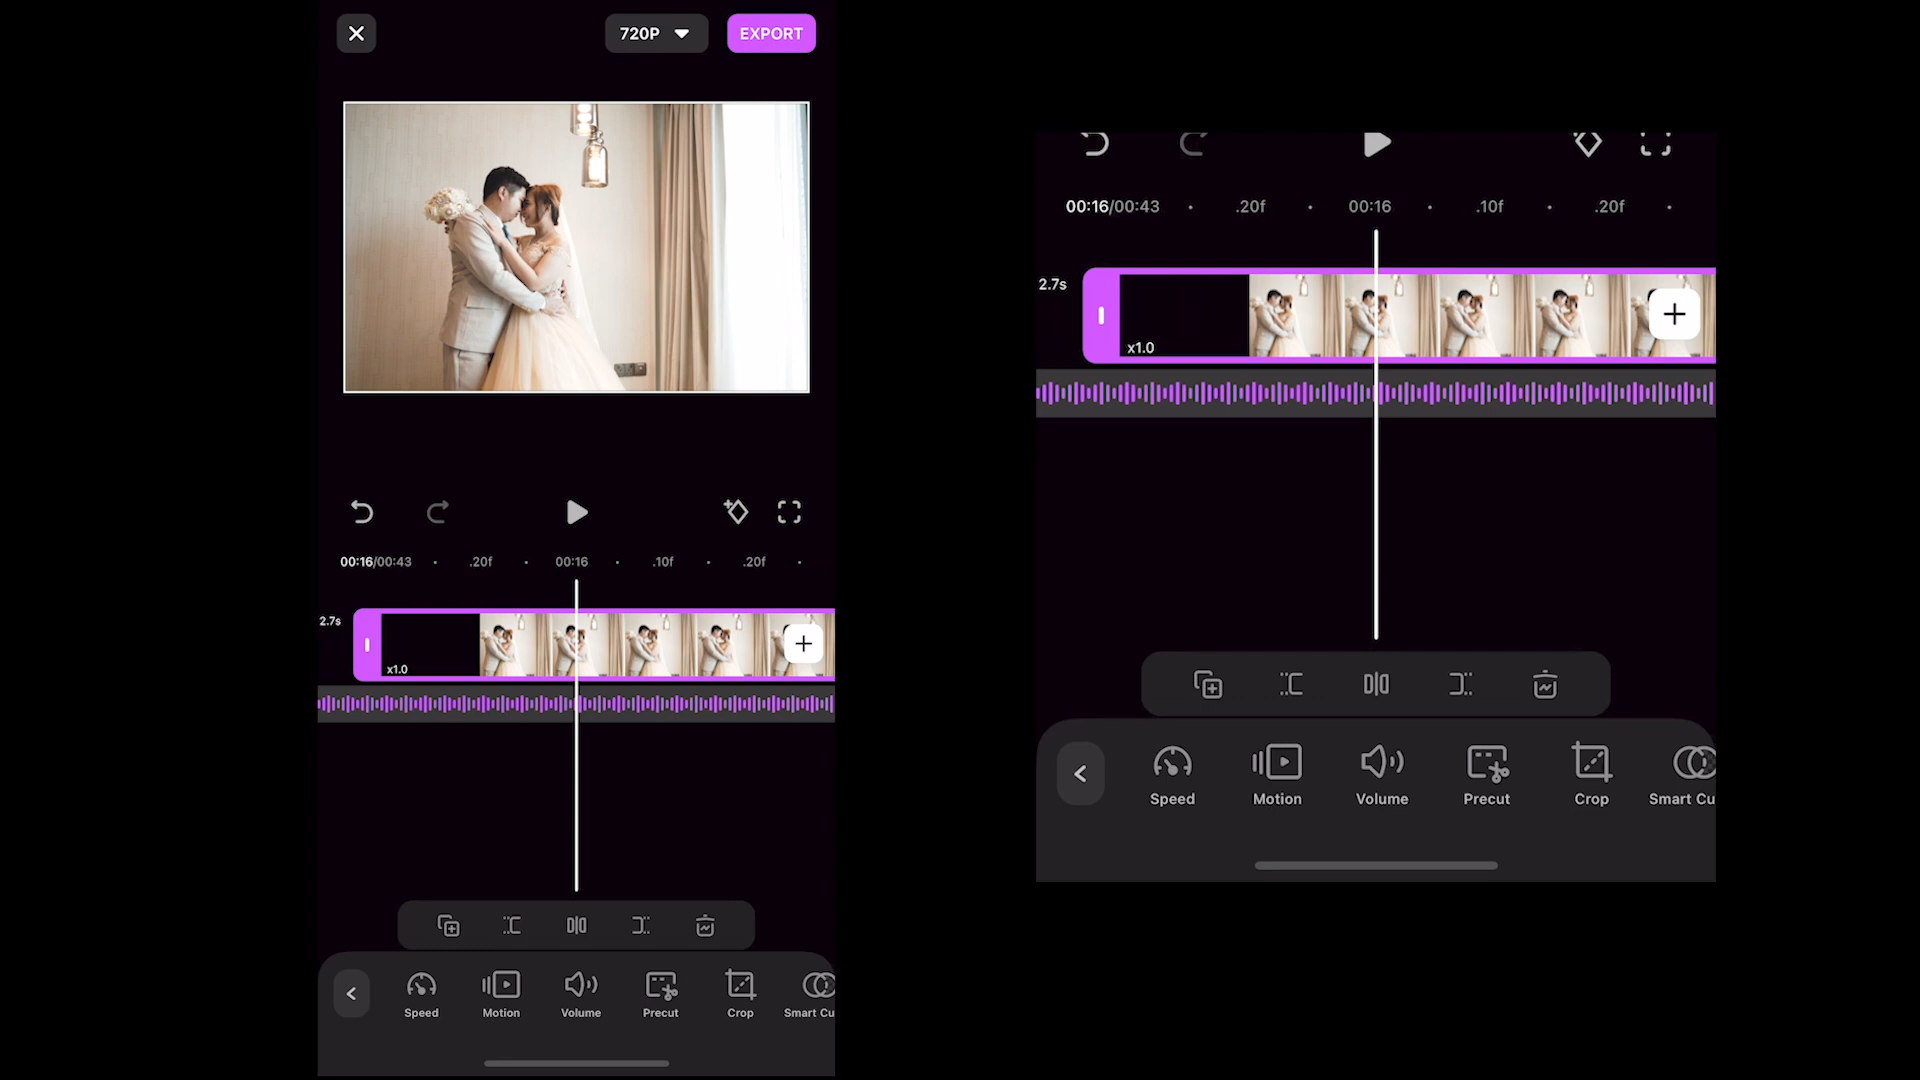 720P
EXPORT
00:16/00:43
.20f
00:16
.10f
.20f
2.7s
x1.0
Speed
Motion
Volume
Precut
Crop
Smart Cu
00:16/00:43
.20f
00:16
.10f
.20f
2.7s
x1.0
Speed
Motion
Volume
Precut
Crop
Smart Cu